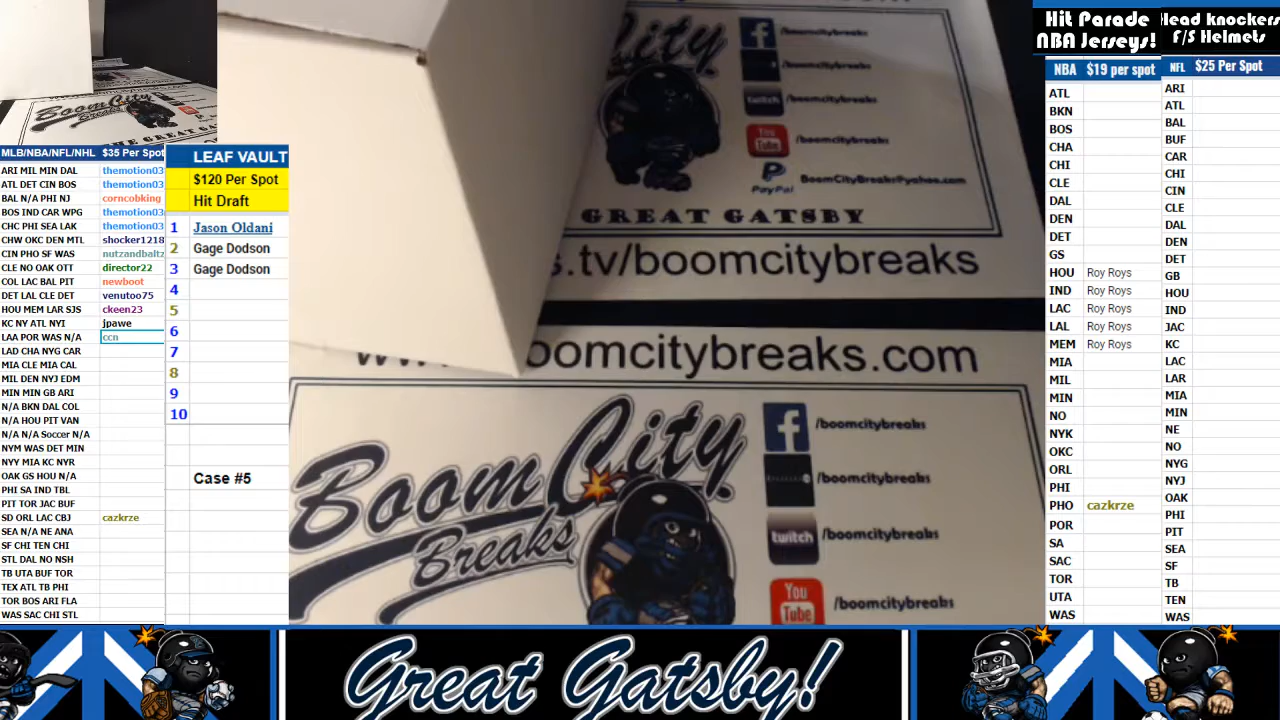 THE GREAT GA
MLB/NBA/NFL/NHL $35 Per Spot
ARI MIL MIN DAL themotion03
ATL DET CIN BOS themotion03
BAL N/A PHI NJ corncobking
BOS IND CAR WPG themotion03
CHC PHI SEA LAK themotion03
CHW OKC DEN MTL shocker1218
CIN PHO SF WAS nutzandbaltz
CLE NO OAK OTT director22
COL LAC BAL PIT newboot
DET LAL CLE DET venutoo75
HOU MEM LAR SJS ckeen23
KC NY ATL NYI jpawe
LAA POR WAS N/A ccn
LAD CHA NYG CAR
MIA CLE MIA CAL
MIL DEN NYJ EDM
MIN MIN GB ARI
N/A BKN DAL COL
N/A HOU PIT VAN
N/A N/A Soccer N/A
NYM WAS DET MIN
NYY MIA KC NYR
OAK GS HOU N/A
PHI SA IND TBL
PIT TOR JAC BUF
SD ORL LAC CBJ cazkrze
SEA N/A NE ANA
SF CHI TEN CHI
STL DAL NO NSH
TB UTA BUF TOR
TEX ATL TB PHI
TOR BOS ARI FLA
WAS SAC CHI STL
LEAF VAULT
$120 Per Spot
Hit Draft
1 Jason Oldani
2 Gage Dodson
3 Gage Dodson
4
5
6
7
8
9
10
Case #5
City
/boomcitybreaks
/boomcitybreaks
twitch /boomcitybreaks
You Tube /boomcitybreaks
PayPal BoomCityBreaks@yahoo.com
GREAT GATSBY
s.tv/boomcitybreaks
www.boomcitybreaks.com
Boom City Breaks
/boomcitybreaks
/boomcitybreaks
twitch /boomcitybreaks
You Tube /boomcitybreaks
Hit Parade
NBA Jerseys!
NBA $19 per spot
ATL
BKN
BOS
CHA
CHI
CLE
DAL
DEN
DET
GS
HOU Roy Roys
IND Roy Roys
LAC Roy Roys
LAL Roy Roys
MEM Roy Roys
MIA
MIL
MIN
NO
NYK
OKC
ORL
PHI
PHO cazkrze
POR
SA
SAC
TOR
UTA
WAS
Head knockers
F/S Helmets
NFL $25 Per Spot
ARI
ATL
BAL
BUF
CAR
CHI
CIN
CLE
DAL
DEN
DET
GB
HOU
IND
JAC
KC
LAC
LAR
MIA
MIN
NE
NO
NYG
NYJ
OAK
PHI
PIT
SEA
SF
TB
TEN
WAS
Great Gatsby!